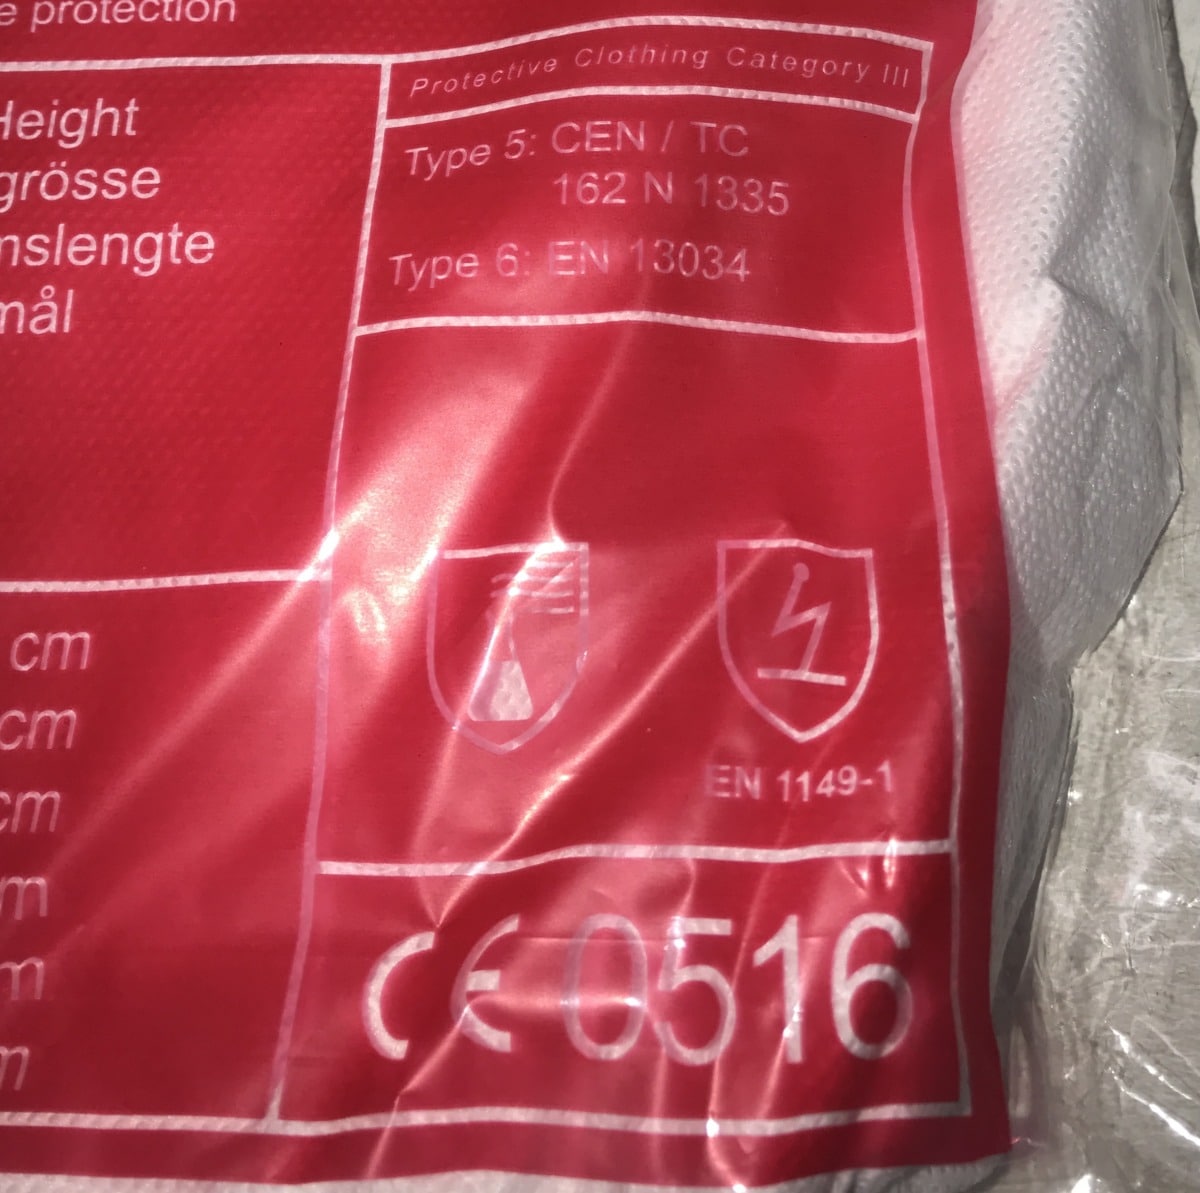 e protection
Protective Clothing Category III
Height
grösse
nslengte
mål
Type 5: CEN / TC
162 N 1335
Type 6: EN 13034
cm
cm
cm
m
m
m
EN 1149-1
CE 0516